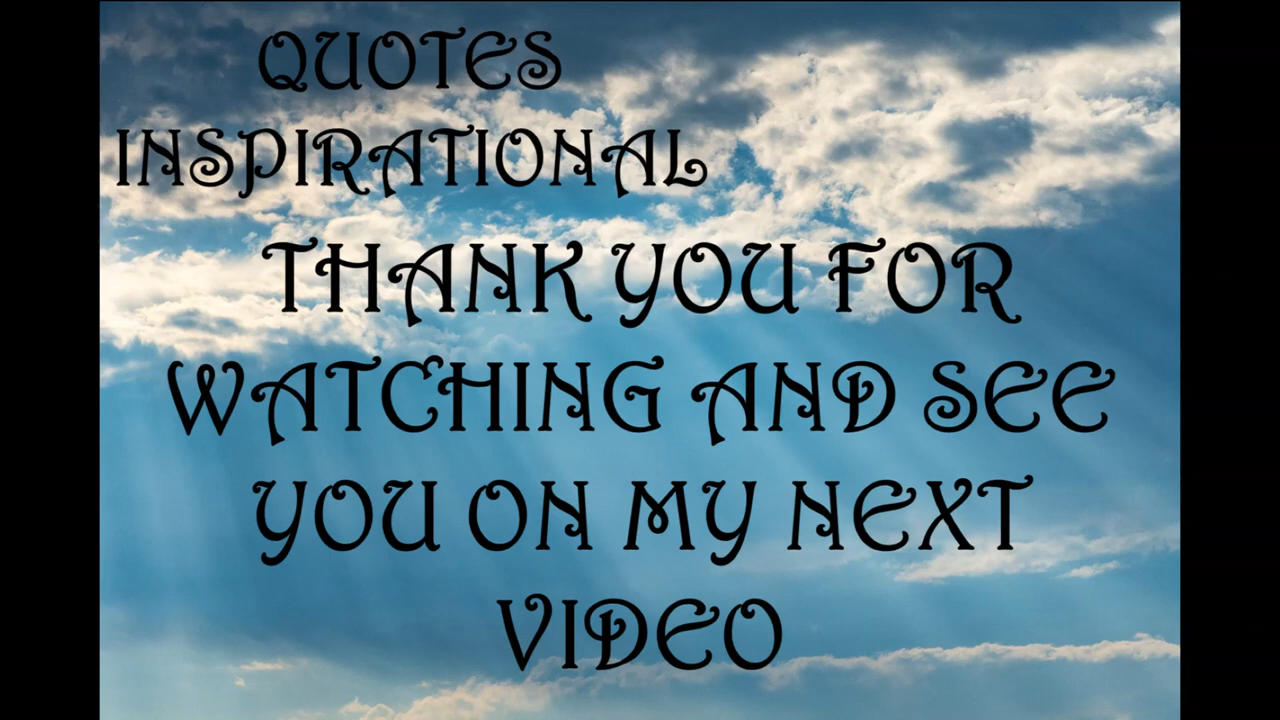 QUOTES
INSPIRATIONAL
THANK YOU FOR
WATCHING AND SEE
YOU ON MY NEXT
VIDEO